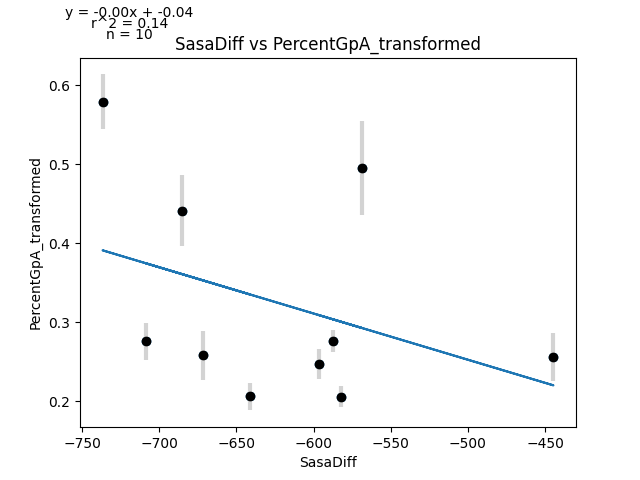 y = -0.00x + -0.04
r^2 = 0.14
n = 10
SasaDiff vs PercentGpA_transformed
PercentGpA_transformed
0.6
0.5
0.4
0.3
0.2
−750 −700 −650 −600 −550 −500 −450
SasaDiff